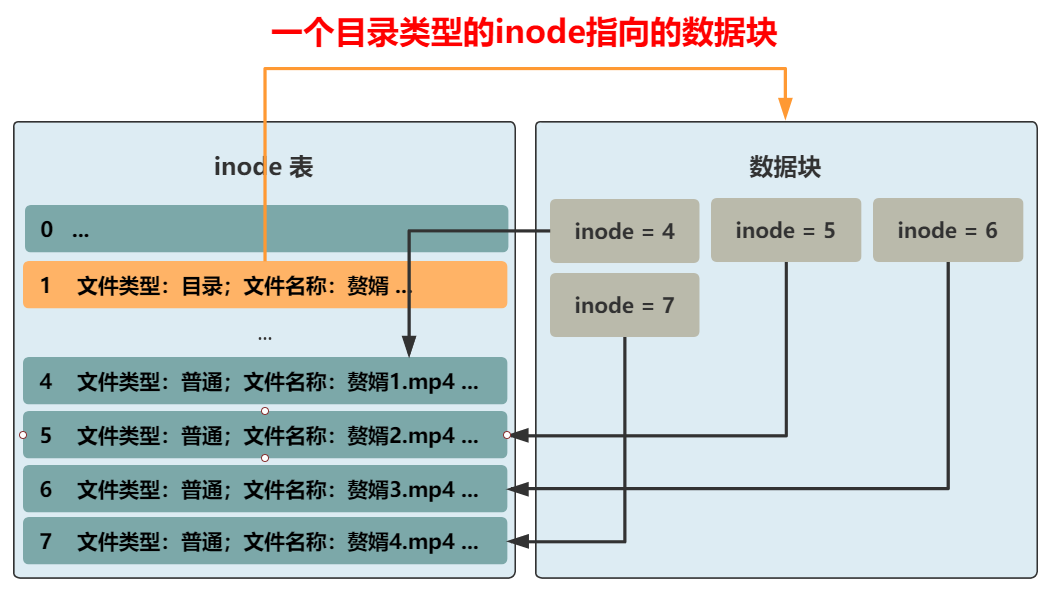 一个目录类型的inode指向的数据块
inode 表
0 ...
1 文件类型：目录；文件名称：赘婿 ...
...
4 文件类型：普通；文件名称：赘婿1.mp4 ...
5 文件类型：普通；文件名称：赘婿2.mp4 ...
6 文件类型：普通；文件名称：赘婿3.mp4 ...
7 文件类型：普通；文件名称：赘婿4.mp4 ...
数据块
inode = 4
inode = 5
inode = 6
inode = 7